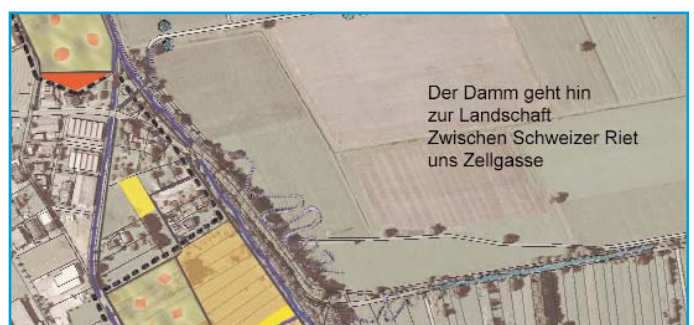 Der Damm geht hin
zur Landschaft
Zwischen Schweizer Riet
uns Zellgasse